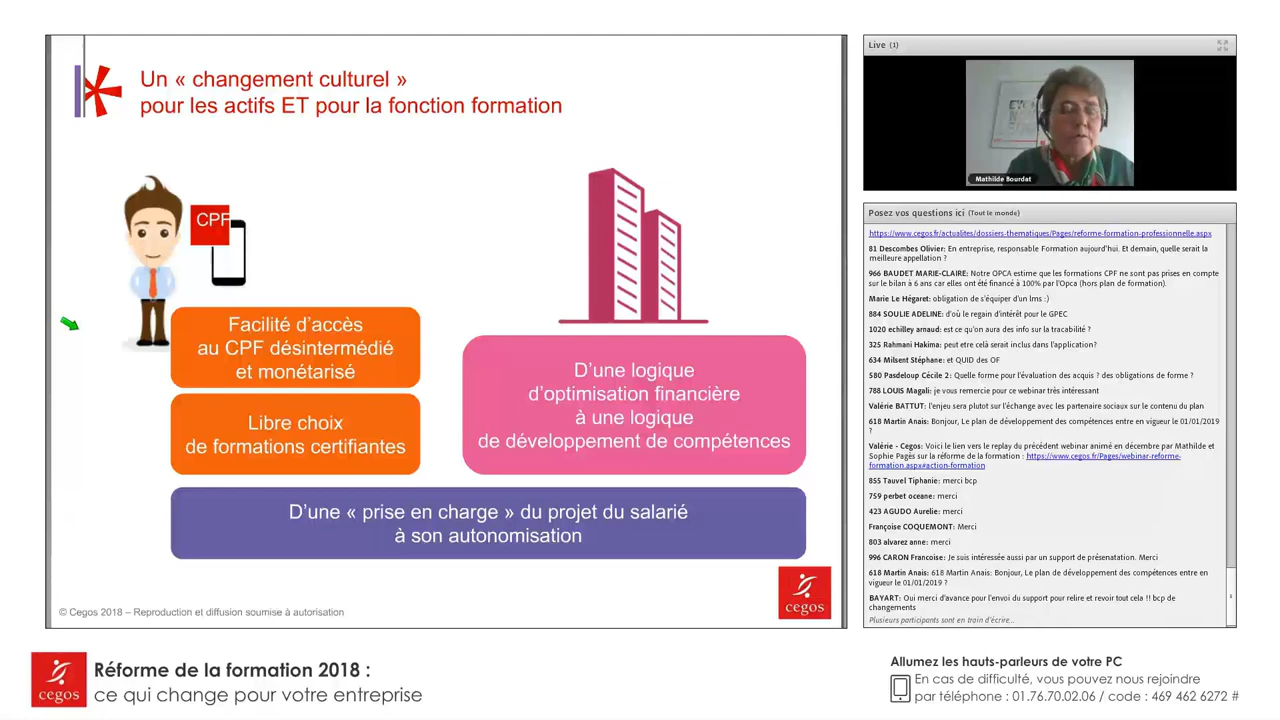 Un « changement culturel »
pour les actifs ET pour la fonction formation
CPF
Facilité d'accès
au CPF désintermédié
et monétarisé
Libre choix
de formations certifiantes
D'une logique
d'optimisation financière
à une logique
de développement de compétences
D'une « prise en charge » du projet du salarié
à son autonomisation
cegos
© Cegos 2018 – Reproduction et diffusion soumise à autorisation
Live (1)
Mathilde Bourdat
Posez vos questions ici (Tout le monde)
https://www.cegos.fr/actualites/dossiers-thematiques/Pages/reforme-formation-professionnelle.aspx
81 Descombes Olivier: En entreprise, responsable Formation aujourd'hui. Et demain, quelle serait la
meilleure appellation ?
966 BAUDET MARIE-CLAIRE: Notre OPCA estime que les formations CPF ne sont pas prises en compte
sur le bilan à 6 ans car elles ont été financé à 100% par l'Opca (hors plan de formation).
Marie Le Hégaret: obligation de s'équiper d'un lms :)
884 SOULIE ADELINE: d'où le regain d'intérêt pour le GPEC
1020 echilley arnaud: est ce qu'on aura des info sur la tracabilité ?
325 Rahmani Hakima: peut etre celà serait inclus dans l'application?
634 Milsent Stéphane: et QUID des OF
580 Pasdeloup Cécile 2: Quelle forme pour l'évaluation des acquis ? des obligations de forme ?
788 LOUIS Magali: je vous remercie pour ce webinar très intéressant
Valérie BATTUT: l'enjeu sera plutot sur l'échange avec les partenaire sociaux sur le contenu du plan
618 Martin Anais: Bonjour, Le plan de développement des compétences entre en vigueur le 01/01/2019
?
Valérie - Cegos: Voici le lien vers le replay du précédent webinar animé en décembre par Mathilde et
Sophie Pagès sur la réforme de la formation : https://www.cegos.fr/Pages/webinar-reforme-
formation.aspx#action-formation
855 Tauvel Tiphanie: merci bcp
759 perbet oceane: merci
423 AGUDO Aurelie: merci
Françoise COQUEMONT: Merci
803 alvarez anne: merci
996 CARON Francoise: Je suis intéressée aussi par un support de présenatation. Merci
618 Martin Anais: 618 Martin Anais: Bonjour, Le plan de développement des compétences entre en
vigueur le 01/01/2019 ?
BAYART: Oui merci d'avance pour l'envoi du support pour relire et revoir tout cela !! bcp de
changements
Plusieurs participants sont en train d'écrire...
cegos
Réforme de la formation 2018 :
ce qui change pour votre entreprise
Allumez les hauts-parleurs de votre PC
En cas de difficulté, vous pouvez nous rejoindre
par téléphone : 01.76.70.02.06 / code : 469 462 6272 #